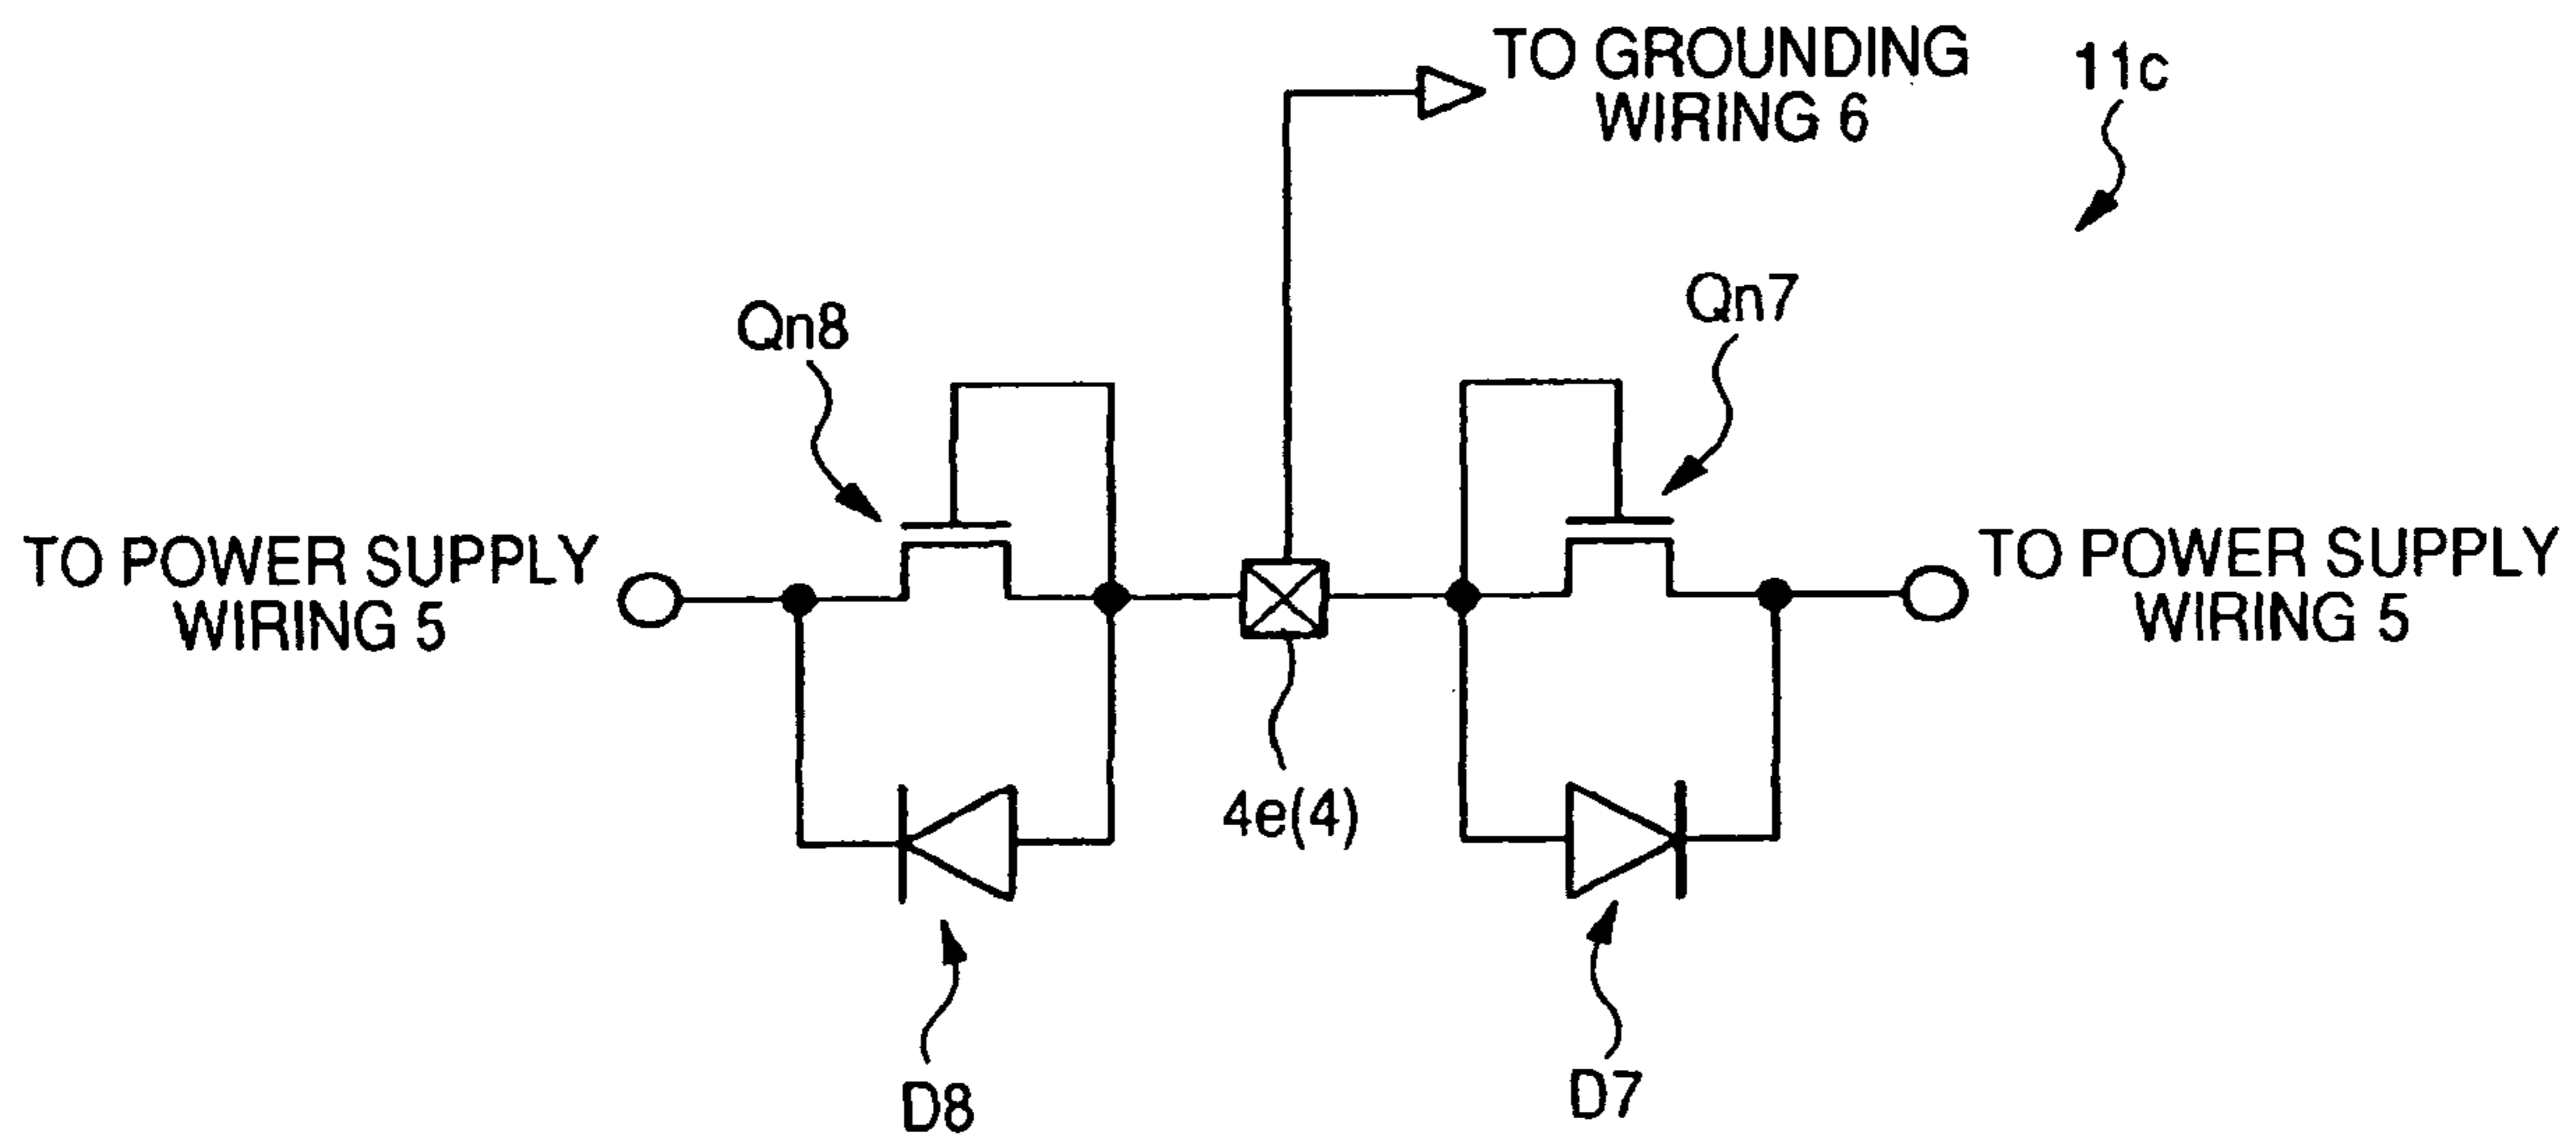 TO GROUNDING
WIRING 6
11c
Qn8
Qn7
TO POWER SUPPLY
WIRING 5
TO POWER SUPPLY
WIRING 5
4e(4)
D8
D7